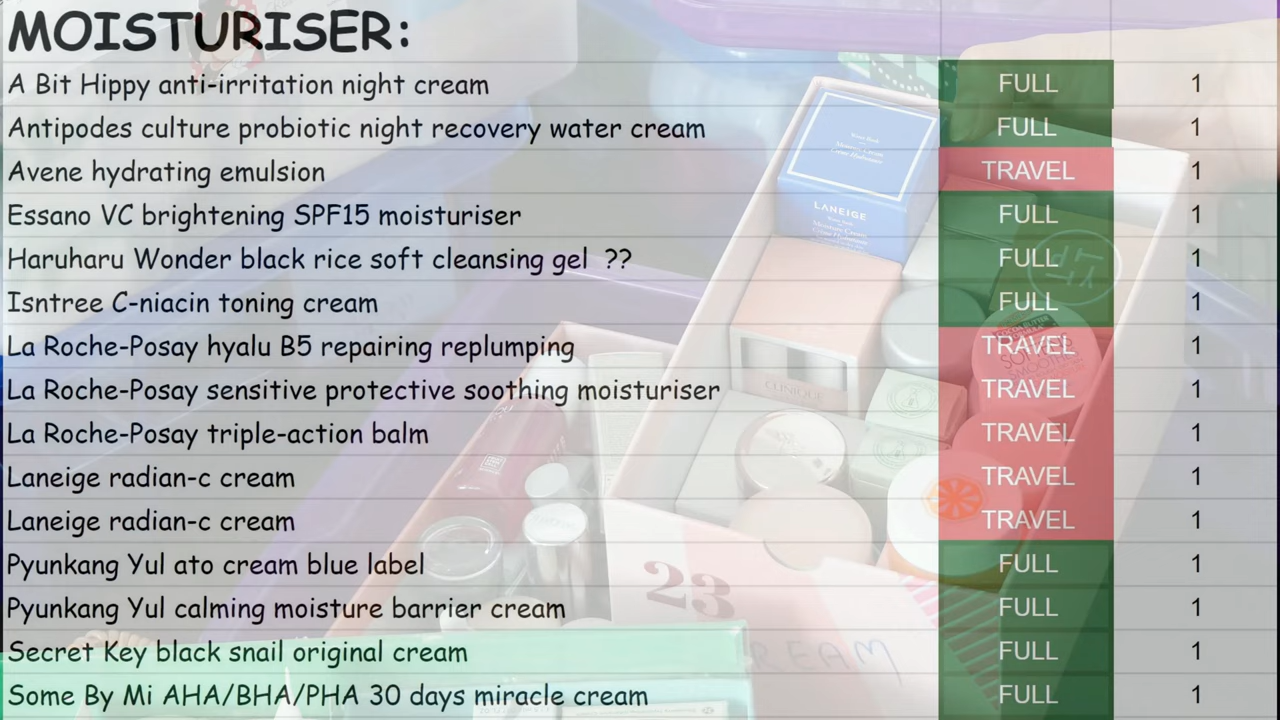 MOISTURISER:
A Bit Hippy anti-irritation night cream FULL 1
Antipodes culture probiotic night recovery water cream FULL 1
Avene hydrating emulsion TRAVEL 1
Essano VC brightening SPF15 moisturiser FULL 1
Haruharu Wonder black rice soft cleansing gel ?? FULL 1
Isntree C-niacin toning cream FULL 1
La Roche-Posay hyalu B5 repairing replumping TRAVEL 1
La Roche-Posay sensitive protective soothing moisturiser TRAVEL 1
La Roche-Posay triple-action balm TRAVEL 1
Laneige radian-c cream TRAVEL 1
Laneige radian-c cream TRAVEL 1
Pyunkang Yul ato cream blue label FULL 1
Pyunkang Yul calming moisture barrier cream FULL 1
Secret Key black snail original cream FULL 1
Some By Mi AHA/BHA/PHA 30 days miracle cream FULL 1
LANEIGE
CLINIQUE
23
CREAM